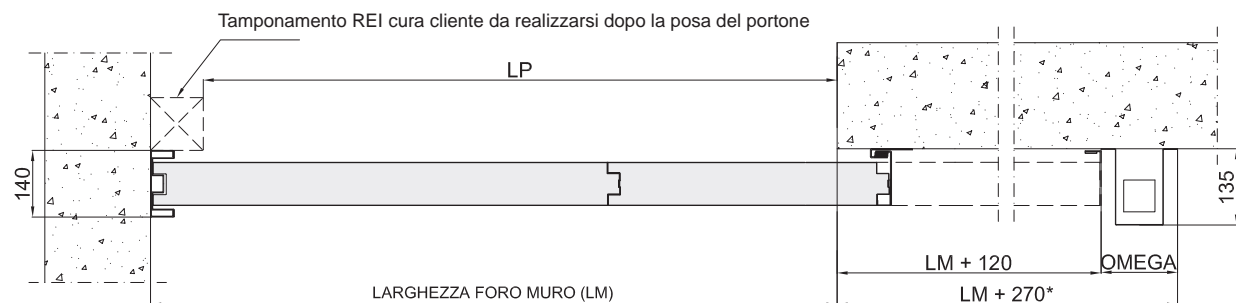 Tamponamento REI cura cliente da realizzarsi dopo la posa del portone
LP
140
135
LM + 120
OMEGA
LARGHEZZA FORO MURO (LM)
LM + 270*